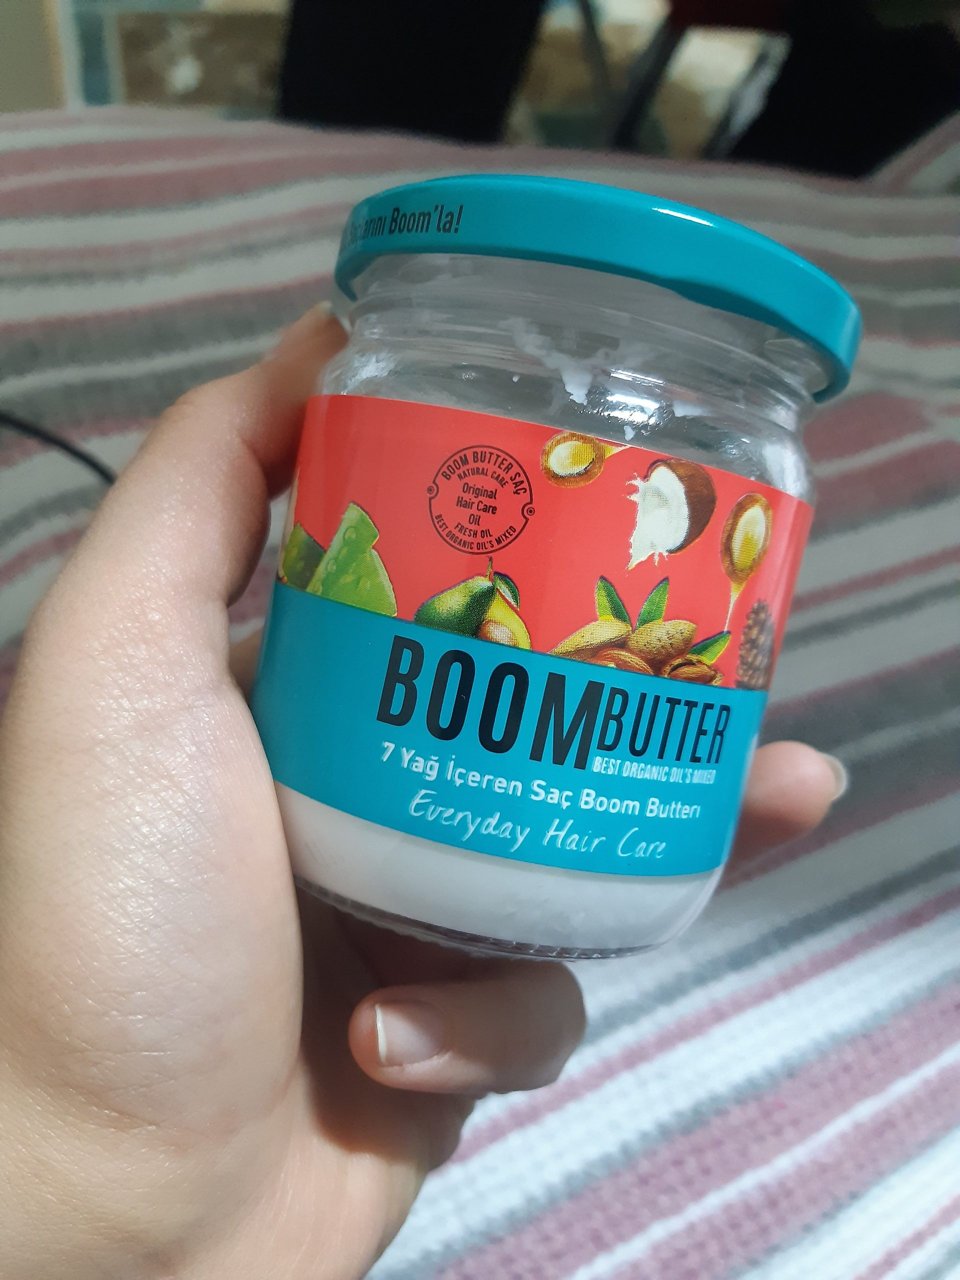 arını Boom'la!
BOOM BUTTER SAÇ
NATURAL CARE
Original
Hair Care
Oil
FRESH OIL
BEST ORGANIC OIL'S MIXED
BOOM BUTTER
BEST ORGANIC OIL'S MIXED
7 Yağ İçeren Saç Boom Butterı
Everyday Hair Care